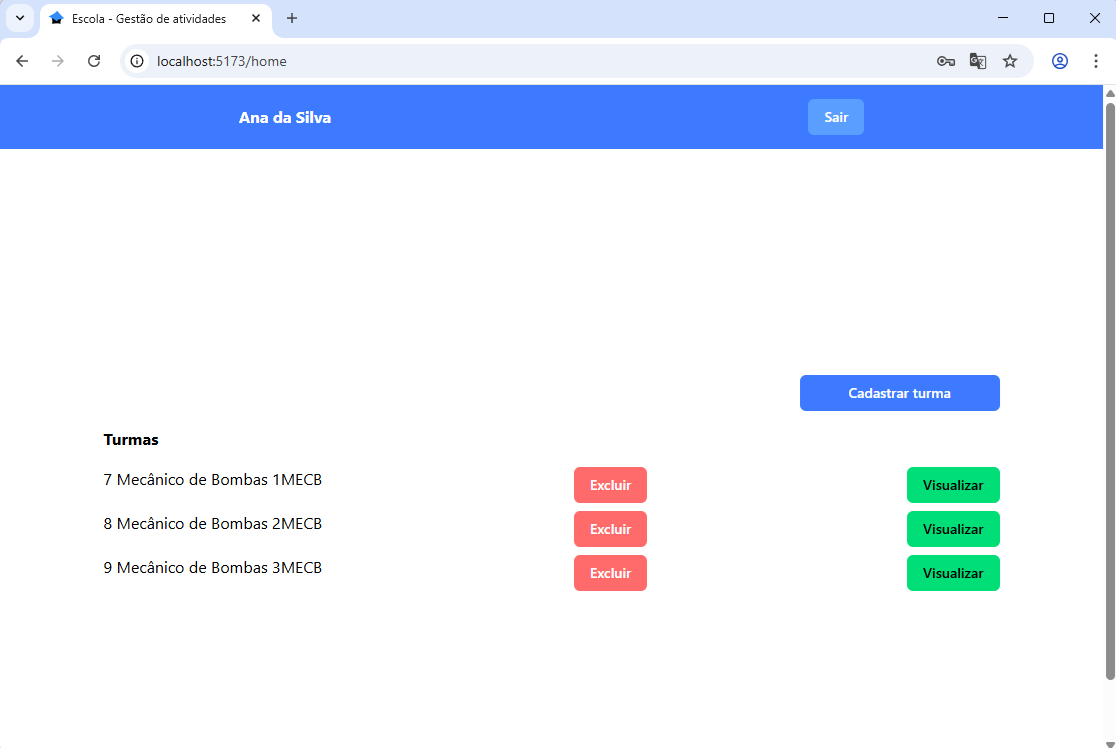 Escola - Gestão de atividades
localhost:5173/home
Ana da Silva
Sair
Cadastrar turma
Turmas
7 Mecânico de Bombas 1MECB Excluir Visualizar
8 Mecânico de Bombas 2MECB Excluir Visualizar
9 Mecânico de Bombas 3MECB Excluir Visualizar